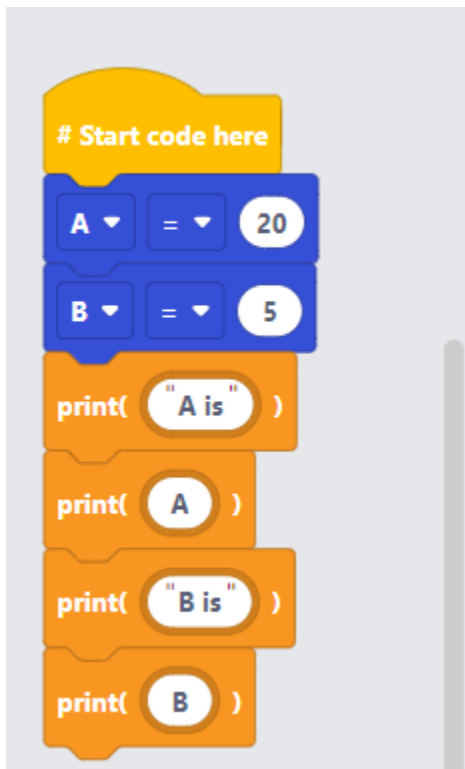 # Start code here
A = 20
B = 5
print( "A is" )
print( A )
print( "B is" )
print( B )